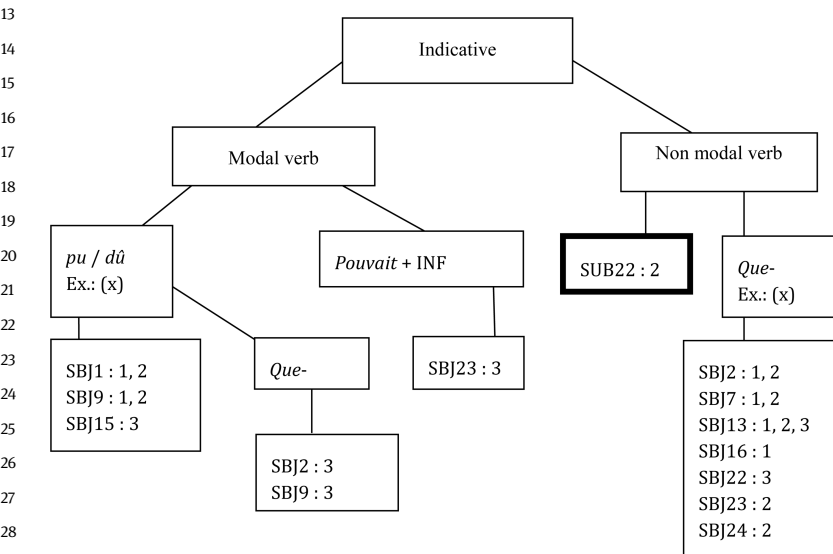 13
14
15
16
17
18
19
20
21
22
23
24
25
26
27
28
Indicative
Modal verb
Non modal verb
pu / dû
Ex.: (x)
Pouvait + INF
SUB22 : 2
Que-
Ex.: (x)
SBJ1 : 1, 2
SBJ9 : 1, 2
SBJ15 : 3
Que-
SBJ23 : 3
SBJ2 : 3
SBJ9 : 3
SBJ2 : 1, 2
SBJ7 : 1, 2
SBJ13 : 1, 2, 3
SBJ16 : 1
SBJ22 : 3
SBJ23 : 2
SBJ24 : 2